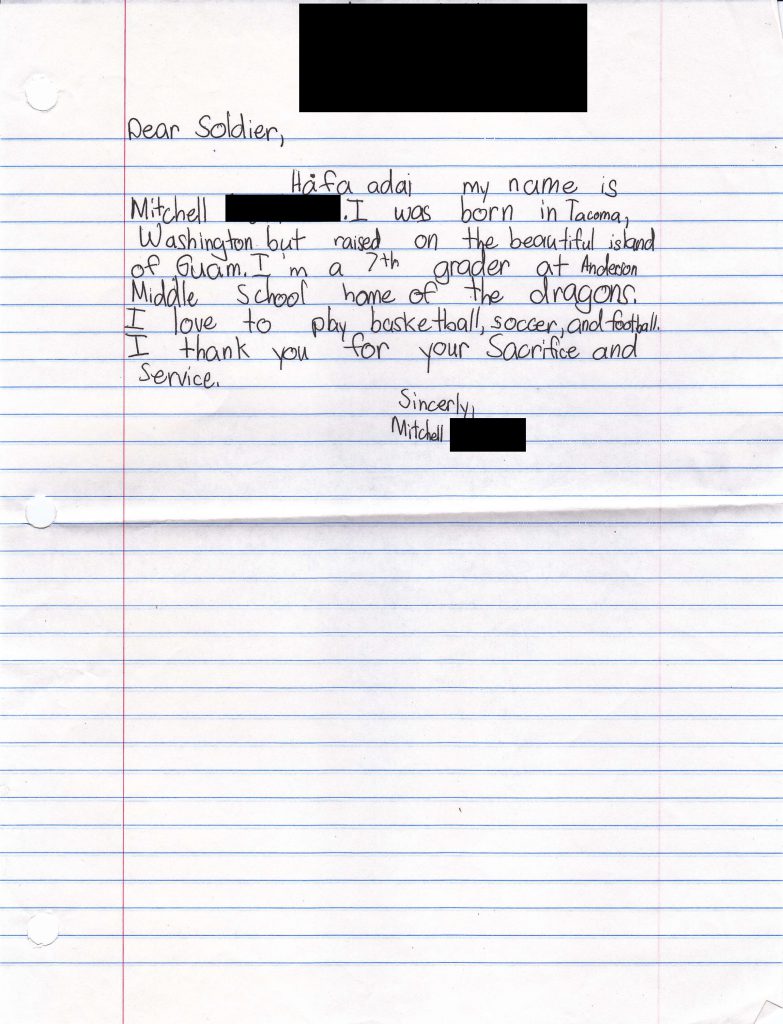 Dear Soldier,
Håfa adai my name is
Mitchell . I was born in Tacoma,
Washington but raised on the beautiful island
of Guam. I'm a 7th grader at Anderson
Middle School home of the dragons.
I love to play basketball, soccer, and football.
I thank you for your Sacrifice and
Service.
Sincerly,
Mitchell